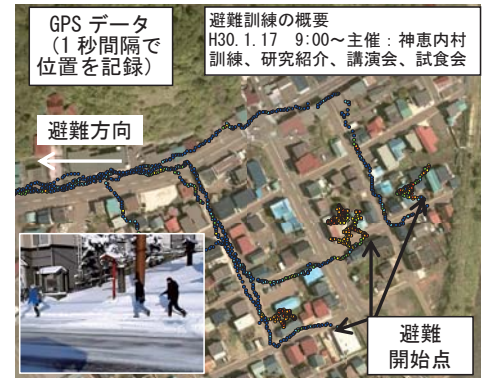 GPS データ
(1 秒間隔で
位置を記録)
避難訓練の概要
H30.1.17 9:00～主催：神恵内村
訓練、研究紹介、講演会、試食会
避難方向
避難
開始点